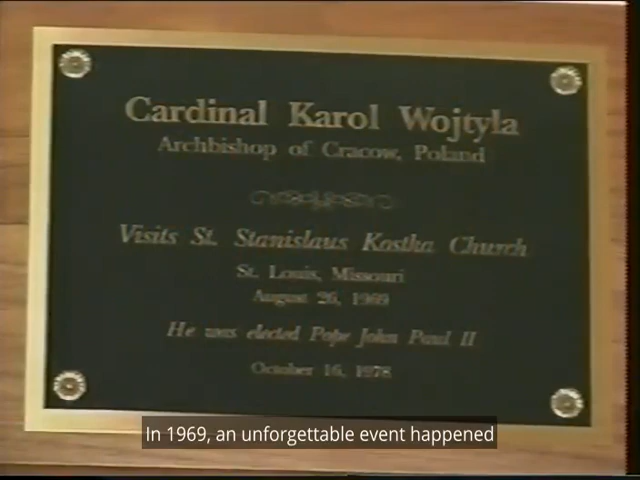 Cardinal Karol Wojtyla
Archbishop of Cracow, Poland
Visits St. Stanislaus Kostka Church
St. Louis, Missouri
August 26, 1969
He was elected Pope John Paul II
October 16, 1978
In 1969, an unforgettable event happened